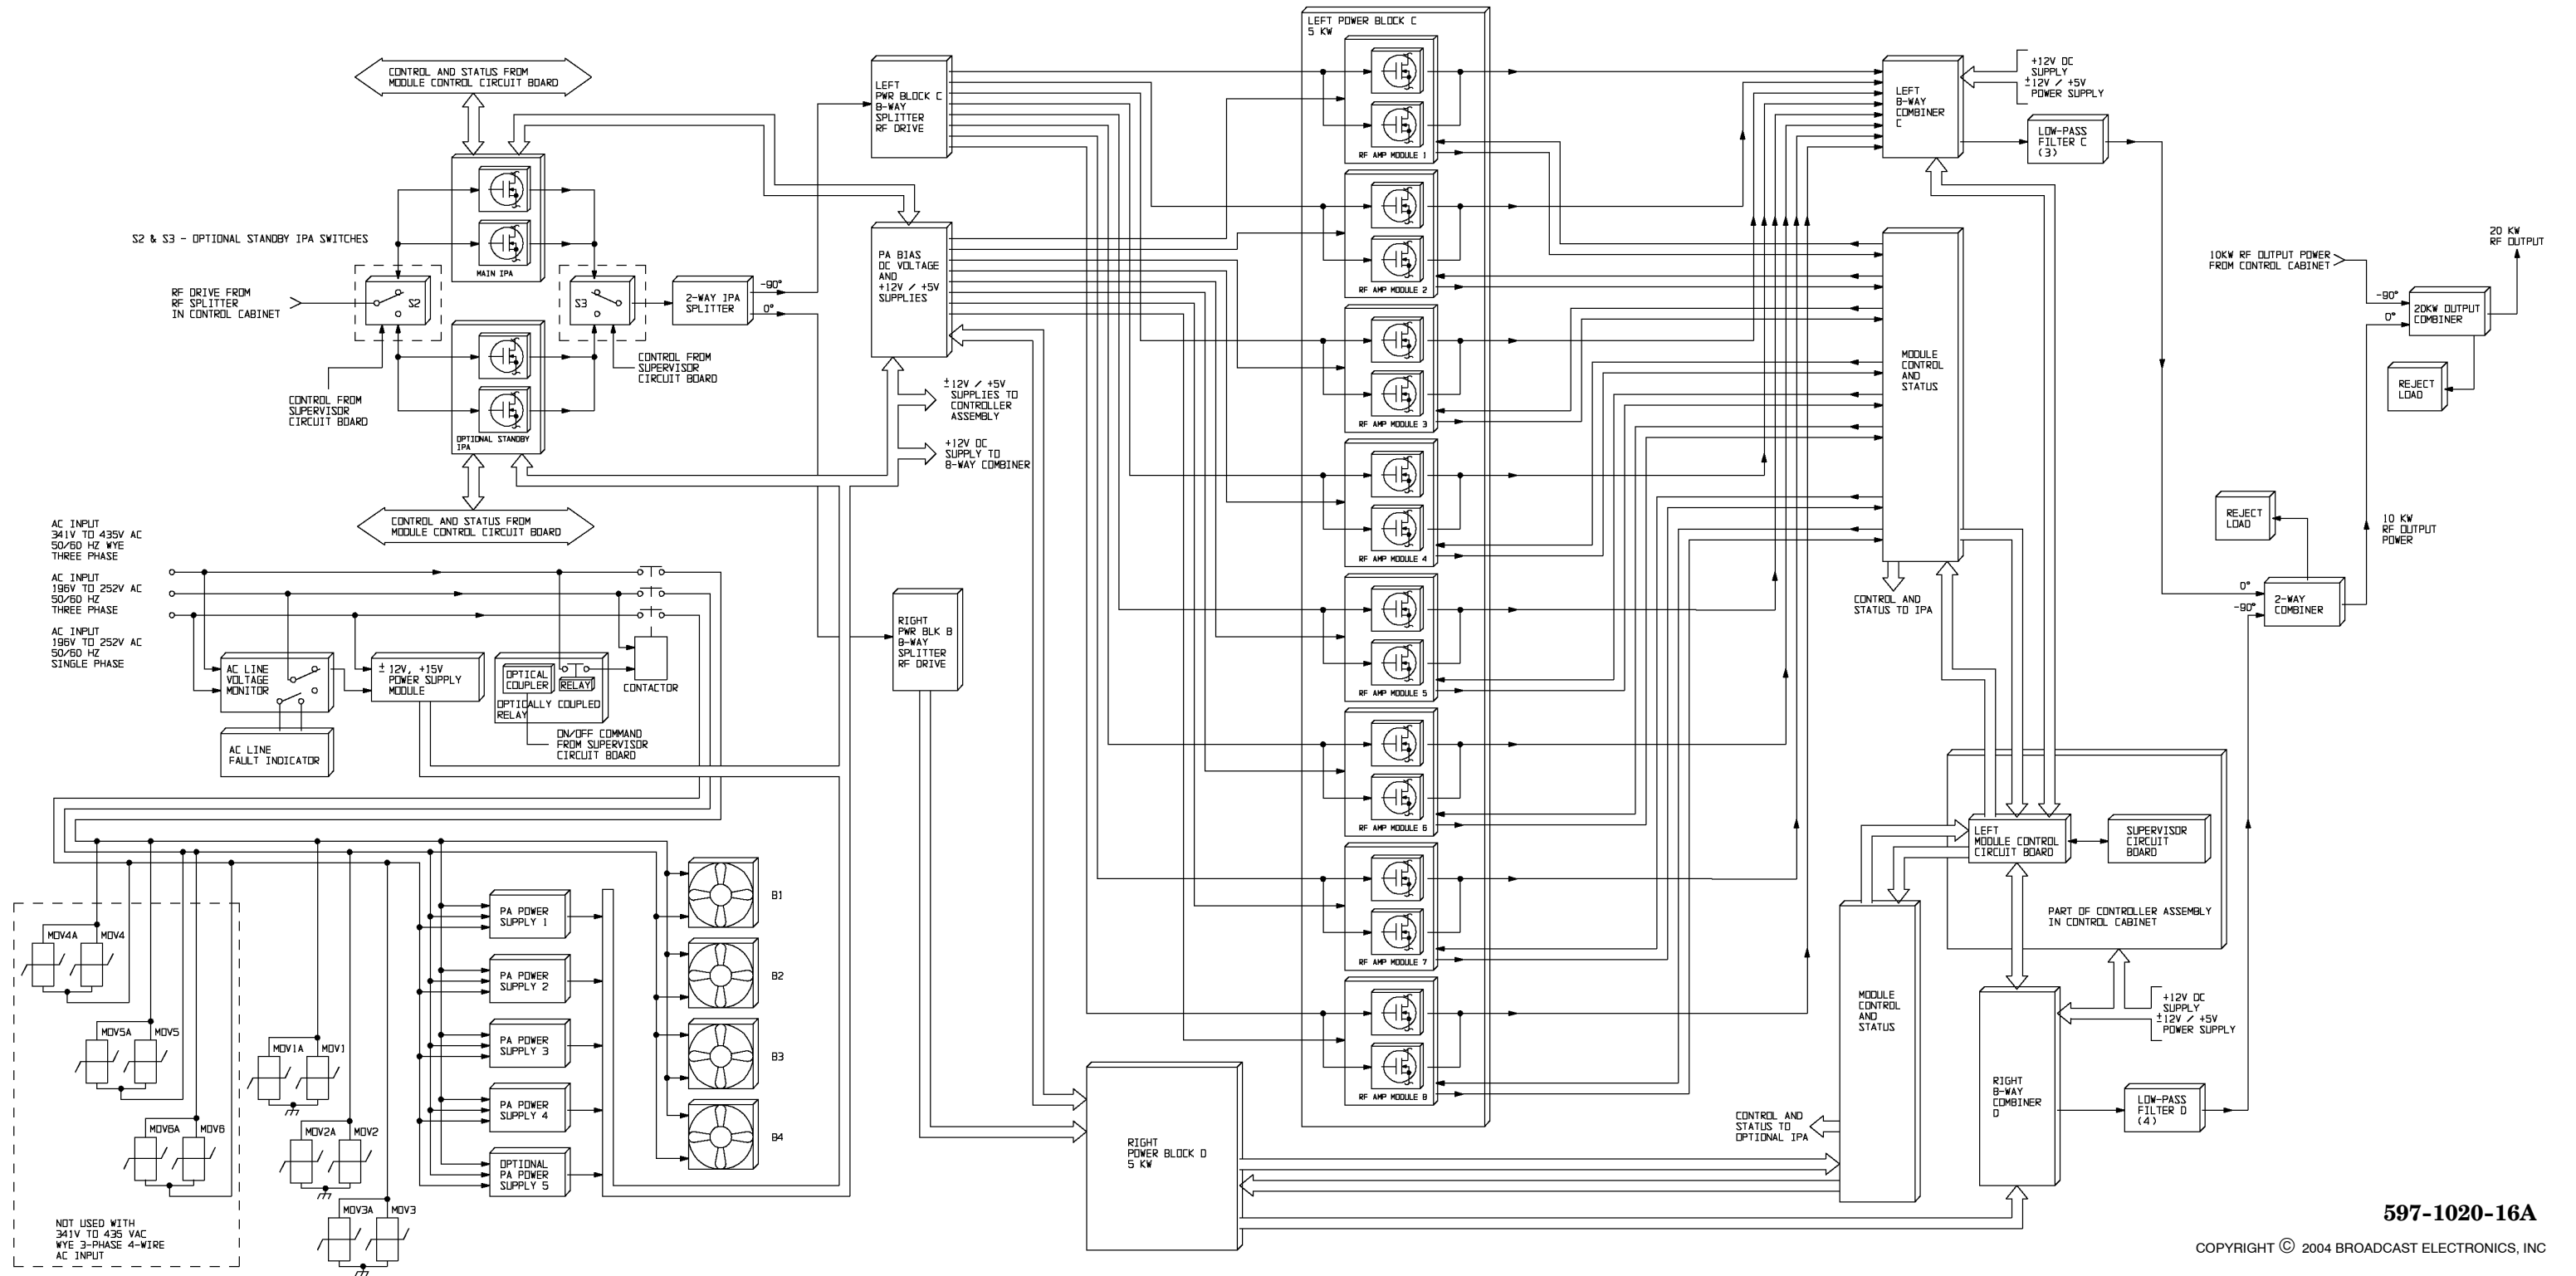 CONTROL AND STATUS FROM
MODULE CONTROL CIRCUIT BOARD
S2 & S3 - OPTIONAL STANDBY IPA SWITCHES
MAIN IPA
RF DRIVE FROM
RF SPLITTER
IN CONTROL CABINET
S2
S3
2-WAY IPA
SPLITTER
-90°
0°
CONTROL FROM
SUPERVISOR
CIRCUIT BOARD
CONTROL FROM
SUPERVISOR
CIRCUIT BOARD
OPTIONAL STANDBY
IPA
CONTROL AND STATUS FROM
MODULE CONTROL CIRCUIT BOARD
LEFT
PWR BLOCK C
8-WAY
SPLITTER
RF DRIVE
PA BIAS
DC VOLTAGE
AND
+12V / +5V
SUPPLIES
±12V / +5V
SUPPLIES TO
CONTROLLER
ASSEMBLY
+12V DC
SUPPLY TO
8-WAY COMBINER
AC INPUT
341V TO 435V AC
50/60 HZ WYE
THREE PHASE
AC INPUT
196V TO 252V AC
50/60 HZ
THREE PHASE
AC INPUT
196V TO 252V AC
50/60 HZ
SINGLE PHASE
AC LINE
VOLTAGE
MONITOR
± 12V, +15V
POWER SUPPLY
MODULE
OPTICAL
COUPLER
RELAY
OPTICALLY COUPLED
RELAY
CONTACTOR
AC LINE
FAULT INDICATOR
ON/OFF COMMAND
FROM SUPERVISOR
CIRCUIT BOARD
RIGHT
PWR BLK B
8-WAY
SPLITTER
RF DRIVE
MOV4A
MOV4
MOV5A
MOV5
MOV6A
MOV6
MOV1A
MOV1
MOV2A
MOV2
MOV3A
MOV3
NOT USED WITH
341V TO 435 VAC
WYE 3-PHASE 4-WIRE
AC INPUT
PA POWER
SUPPLY 1
PA POWER
SUPPLY 2
PA POWER
SUPPLY 3
PA POWER
SUPPLY 4
OPTIONAL
PA POWER
SUPPLY 5
B1
B2
B3
B4
LEFT POWER BLOCK C
5 KW
RF AMP MODULE 1
RF AMP MODULE 2
RF AMP MODULE 3
RF AMP MODULE 4
RF AMP MODULE 5
RF AMP MODULE 6
RF AMP MODULE 7
RF AMP MODULE 8
RIGHT
POWER BLOCK D
5 KW
LEFT
8-WAY
COMBINER
C
+12V DC
SUPPLY
±12V / +5V
POWER SUPPLY
LOW-PASS
FILTER C
(3)
MODULE
CONTROL
AND
STATUS
CONTROL AND
STATUS TO IPA
10KW RF OUTPUT POWER
FROM CONTROL CABINET
20 KW
RF OUTPUT
-90°
0°
20KW OUTPUT
COMBINER
REJECT
LOAD
REJECT
LOAD
10 KW
RF OUTPUT
POWER
0°
-90°
2-WAY
COMBINER
LEFT
MODULE CONTROL
CIRCUIT BOARD
SUPERVISOR
CIRCUIT
BOARD
PART OF CONTROLLER ASSEMBLY
IN CONTROL CABINET
MODULE
CONTROL
AND
STATUS
CONTROL AND
STATUS TO
OPTIONAL IPA
RIGHT
8-WAY
COMBINER
D
+12V DC
SUPPLY
±12V / +5V
POWER SUPPLY
LOW-PASS
FILTER D
(4)
597-1020-16A
COPYRIGHT © 2004 BROADCAST ELECTRONICS, INC